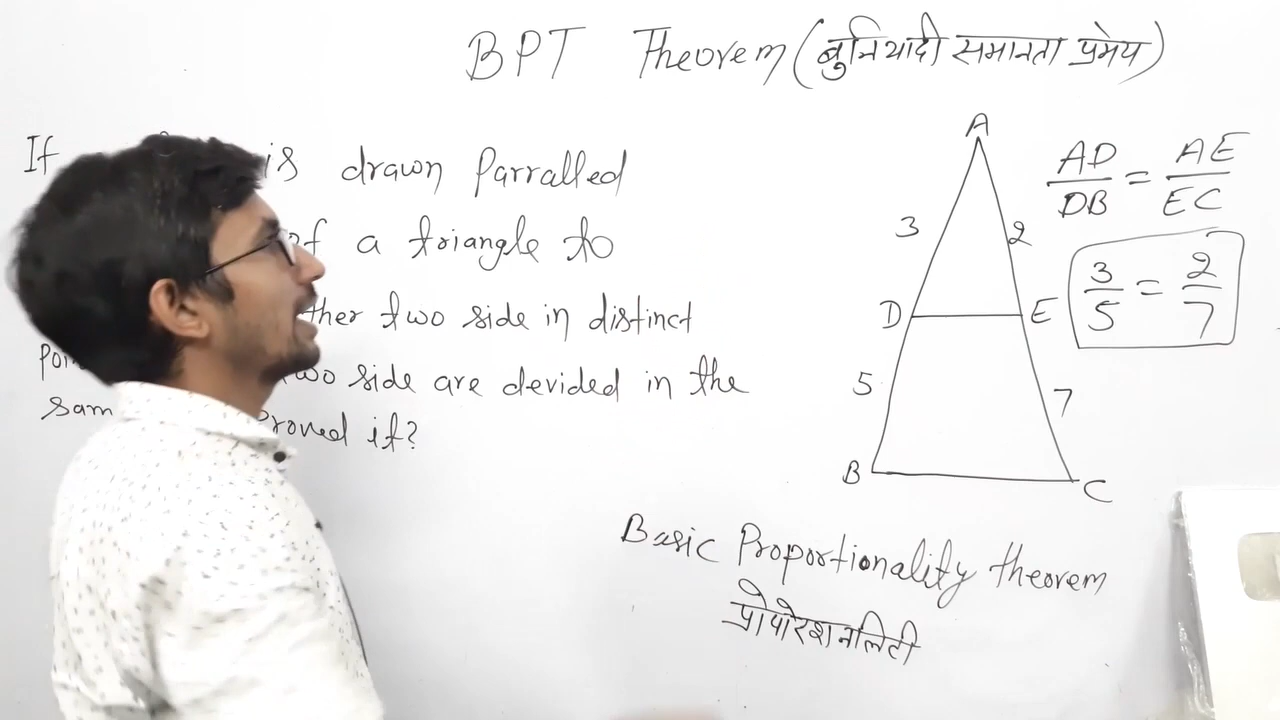 BPT Theorem (बुनियादी समानता प्रमेय)
If is drawn Parralled
of a triangle to
ther two side in distinct
two side are devided in the
sam Proved it?
A
3
2
D
E
5
7
B
C
AD/DB = AE/EC
3/5 = 2/7
Basic Proportionality theorem
प्रोपोरेशनलिटी